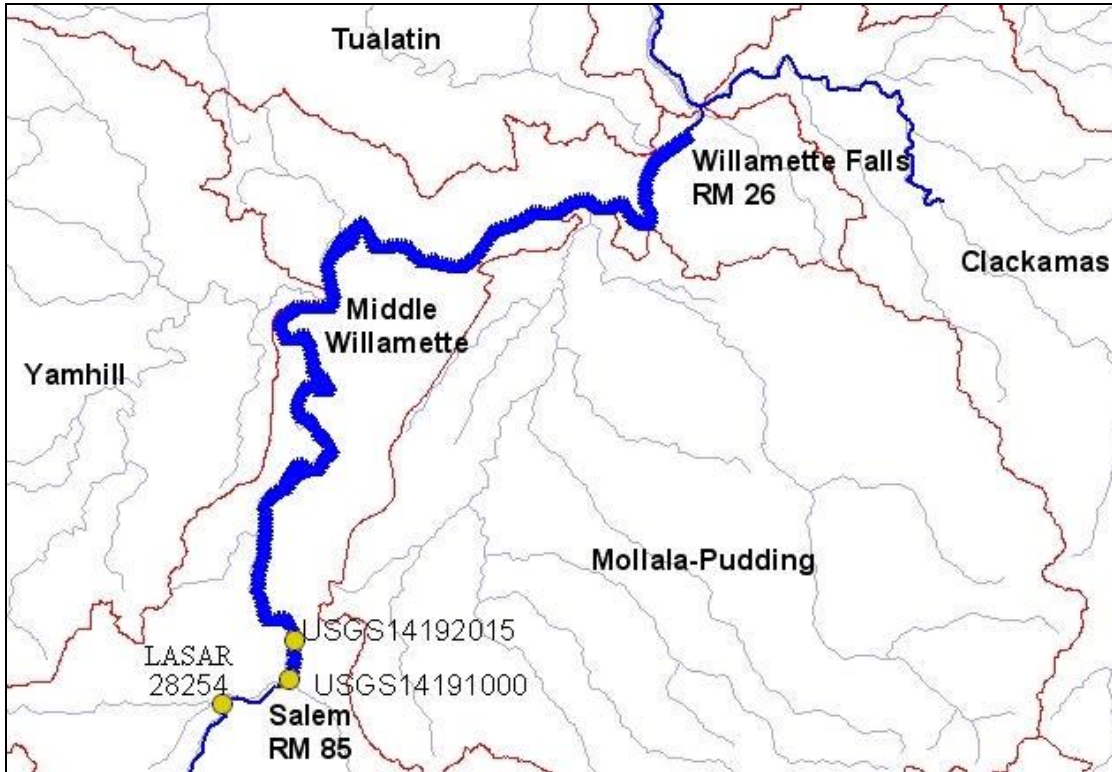 Tualatin
Willamette Falls
RM 26
Clackamas
Middle
Willamette
Yamhill
Mollala-Pudding
USGS14192015
LASAR
28254
USGS14191000
Salem
RM 85